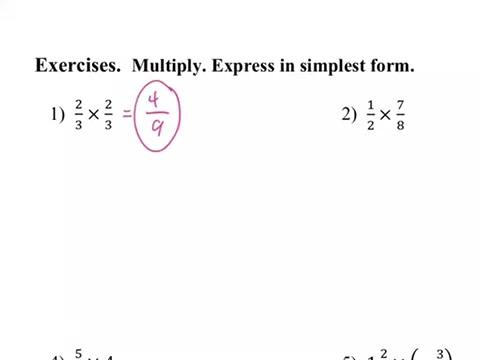 Exercises. Multiply. Express in simplest form.
1) 2/3 × 2/3 = 4/9
2) 1/2 × 7/8